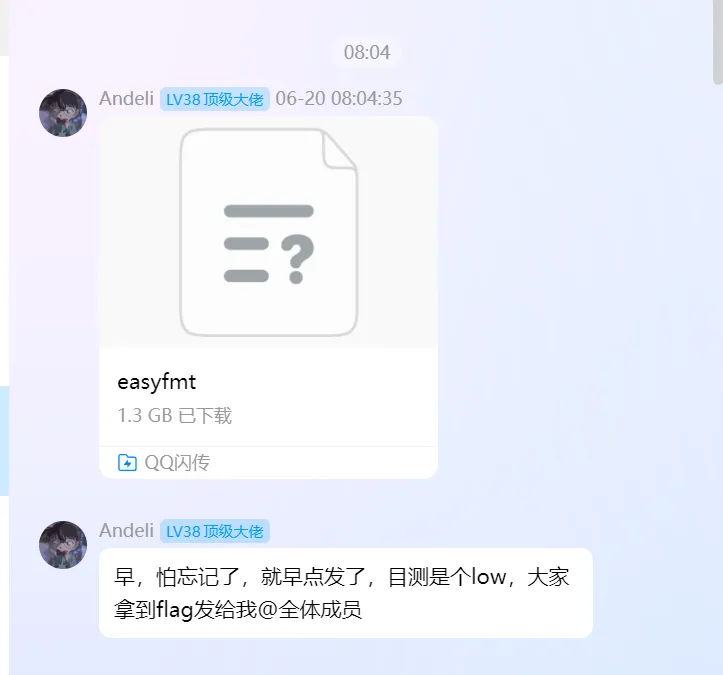 08:04
Andeli LV38 顶级大佬 06-20 08:04:35
easyfmt
1.3 GB 已下载
QQ闪传
Andeli LV38 顶级大佬
早，怕忘记了，就早点发了，目测是个low，大家
拿到flag发给我@全体成员